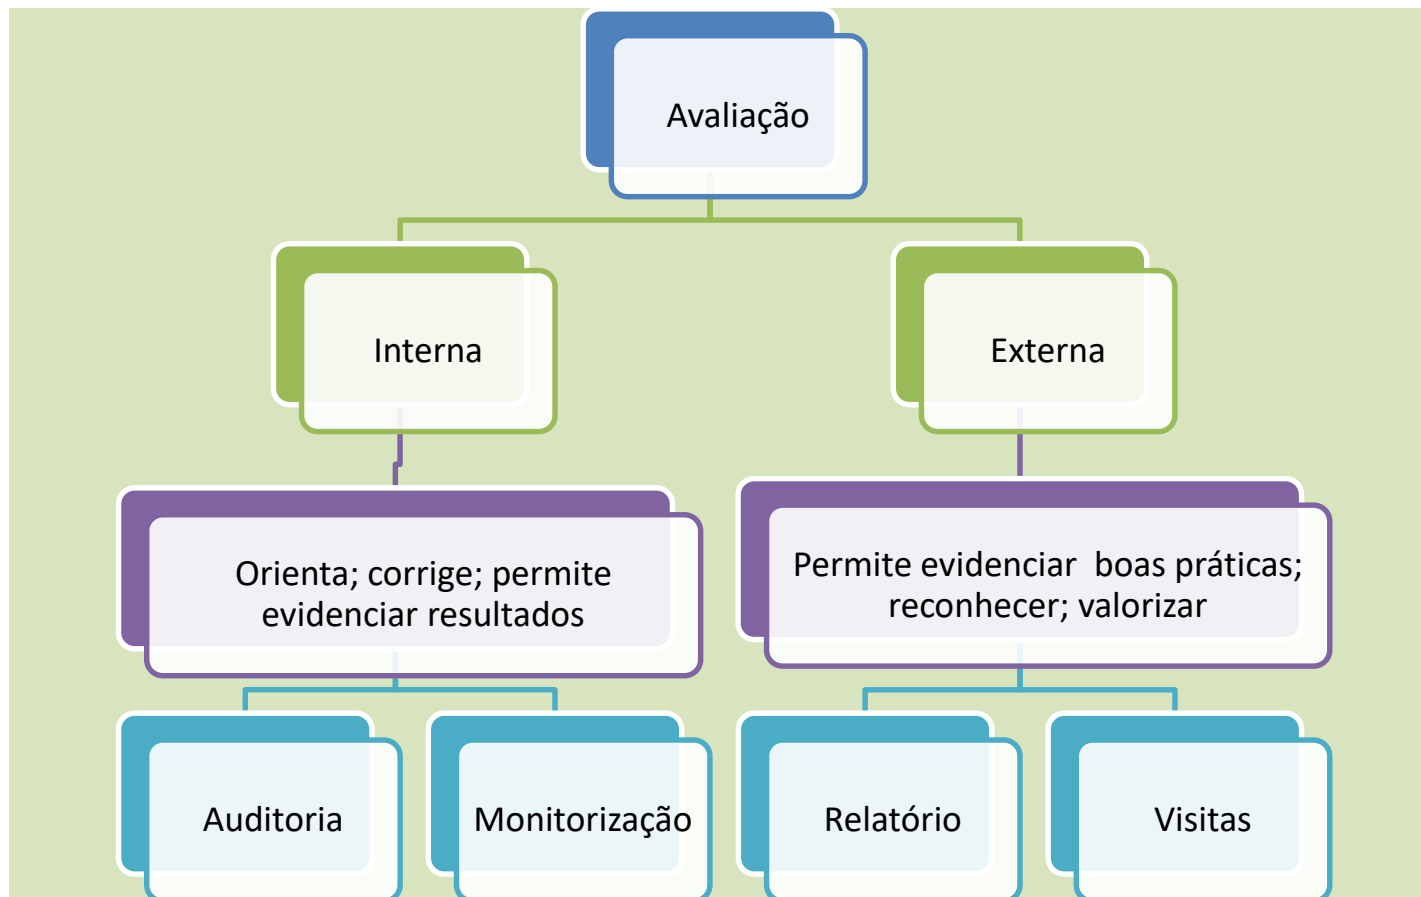 Avaliação
Interna
Externa
Orienta; corrige; permite
evidenciar resultados
Permite evidenciar  boas práticas;
reconhecer; valorizar
Auditoria
Monitorização
Relatório
Visitas